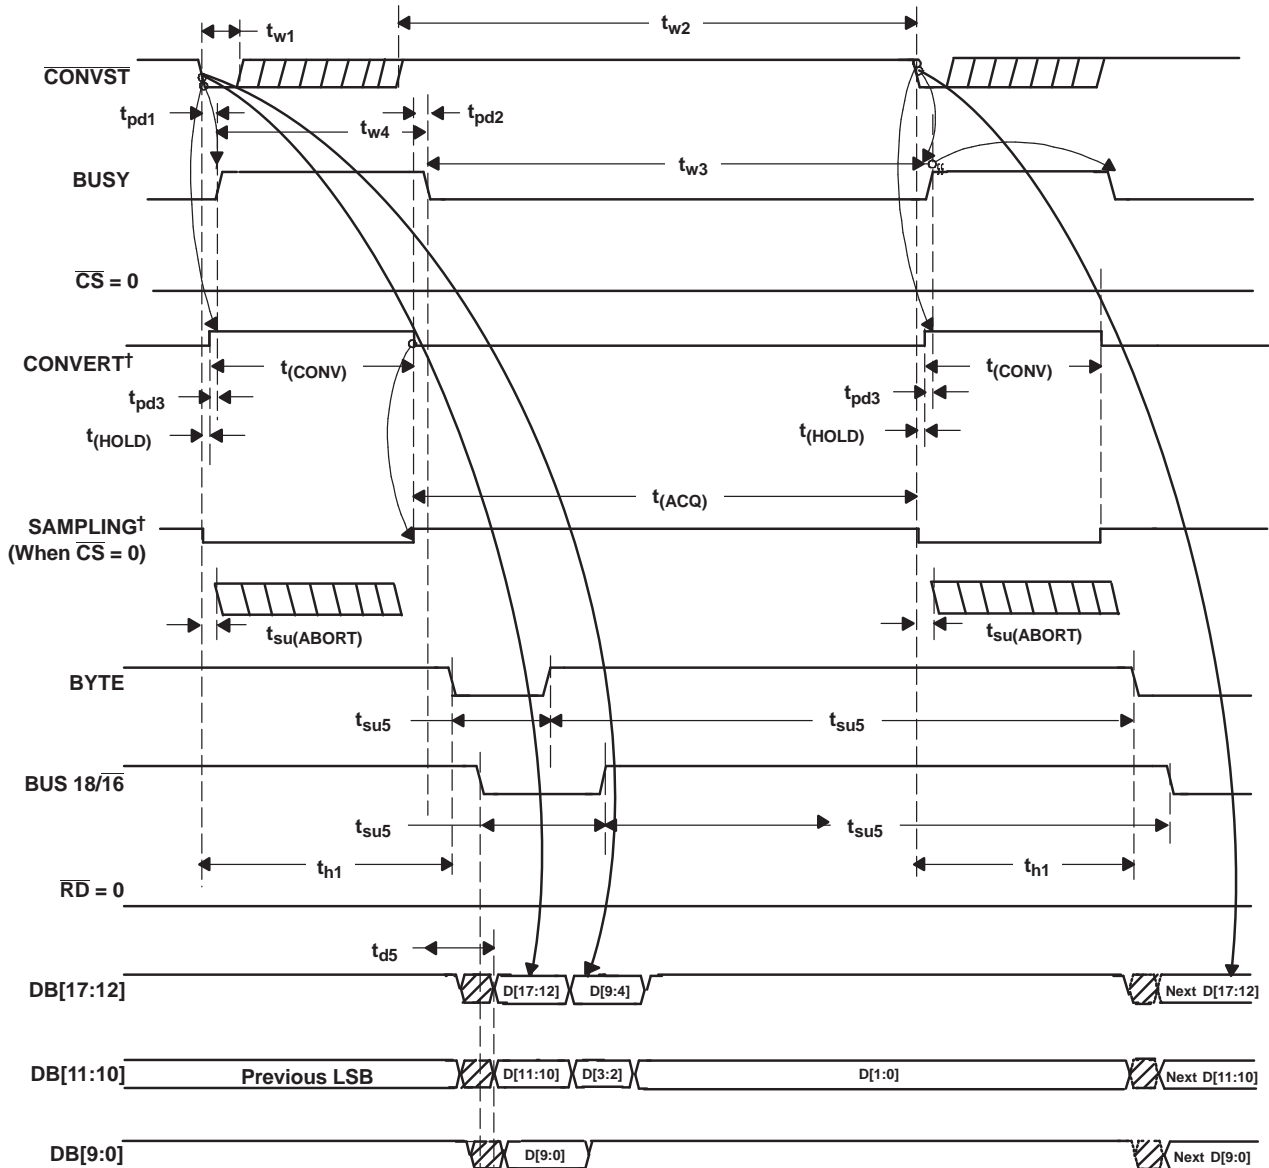 tw1
tw2
CONVST
tpd1
tw4
tpd2
tw3
BUSY
CS = 0
CONVERT†
t(CONV)
t(CONV)
tpd3
tpd3
t(HOLD)
t(HOLD)
t(ACQ)
SAMPLING†
(When CS = 0)
tsu(ABORT)
tsu(ABORT)
BYTE
tsu5
tsu5
BUS 18/16
tsu5
tsu5
th1
th1
RD = 0
td5
DB[17:12]
D[17:12]
D[9:4]
Next D[17:12]
DB[11:10]
Previous LSB
D[11:10]
D[3:2]
D[1:0]
Next D[11:10]
DB[9:0]
D[9:0]
Next D[9:0]